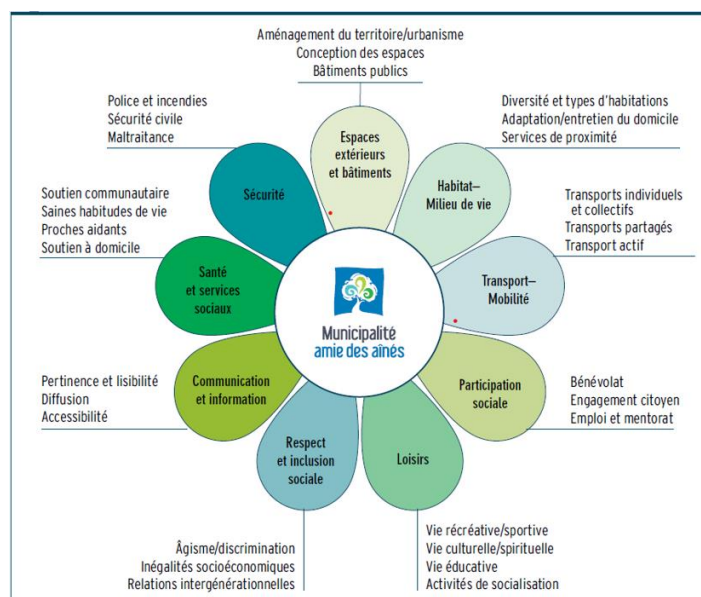 Aménagement du territoire/urbanisme
Conception des espaces
Bâtiments publics
Espaces
extérieurs
et bâtiments
Diversité et types d'habitations
Adaptation/entretien du domicile
Services de proximité
Habitat–
Milieu de vie
Transports individuels
et collectifs
Transports partagés
Transport actif
Transport–
Mobilité
Bénévolat
Engagement citoyen
Emploi et mentorat
Participation
sociale
Vie récréative/sportive
Vie culturelle/spirituelle
Vie éducative
Activités de socialisation
Loisirs
Âgisme/discrimination
Inégalités socioéconomiques
Relations intergénérationnelles
Respect
et inclusion
sociale
Pertinence et lisibilité
Diffusion
Accessibilité
Communication
et information
Soutien communautaire
Saines habitudes de vie
Proches aidants
Soutien à domicile
Santé
et services
sociaux
Police et incendies
Sécurité civile
Maltraitance
Sécurité
Municipalité
amie des aînés